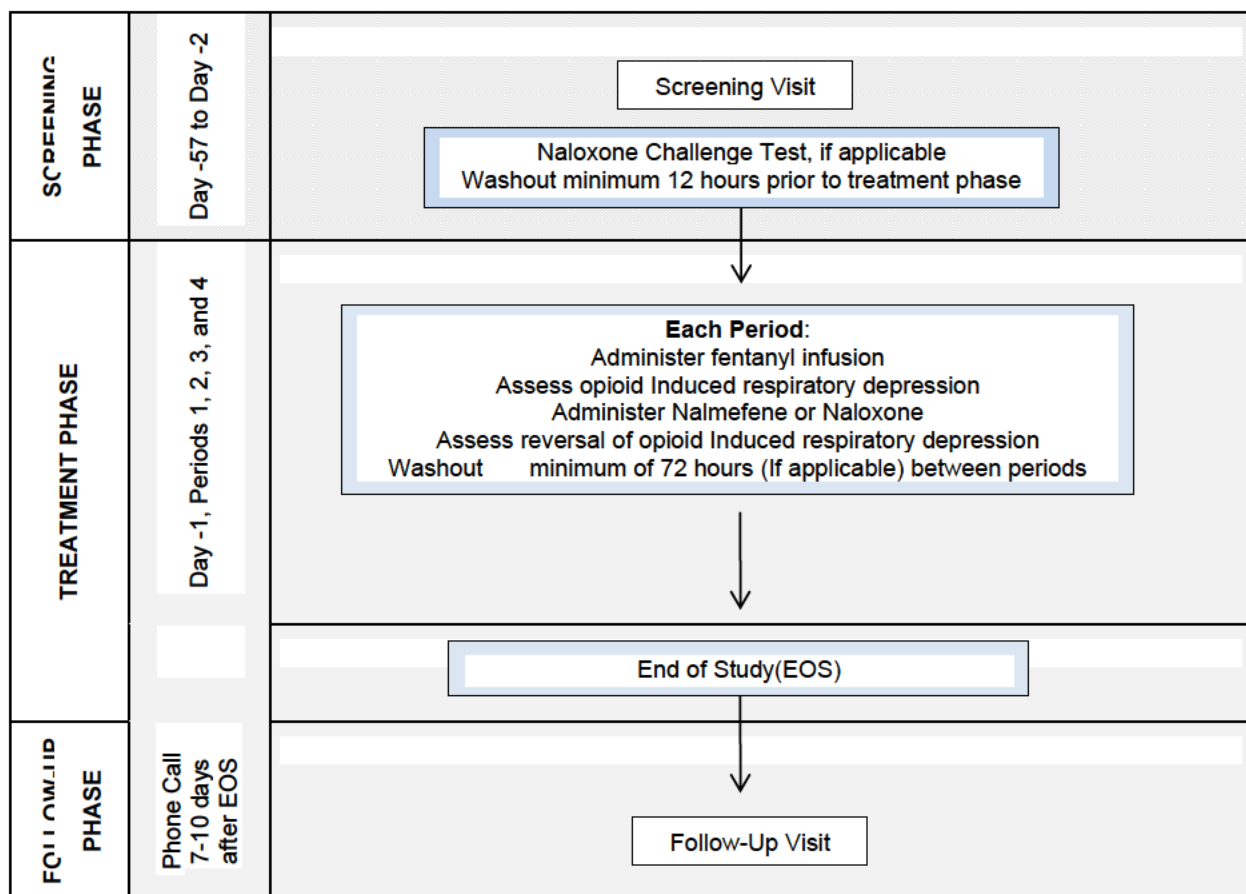 SCREENING
PHASE
Day -57 to Day -2
Screening Visit
Naloxone Challenge Test, if applicable
Washout minimum 12 hours prior to treatment phase
TREATMENT PHASE
Day -1, Periods 1, 2, 3, and 4
Each Period:
Administer fentanyl infusion
Assess opioid Induced respiratory depression
Administer Nalmefene or Naloxone
Assess reversal of opioid Induced respiratory depression
Washout minimum of 72 hours (If applicable) between periods
End of Study(EOS)
FOLLOW-UP
PHASE
Phone Call
7-10 days
after EOS
Follow-Up Visit